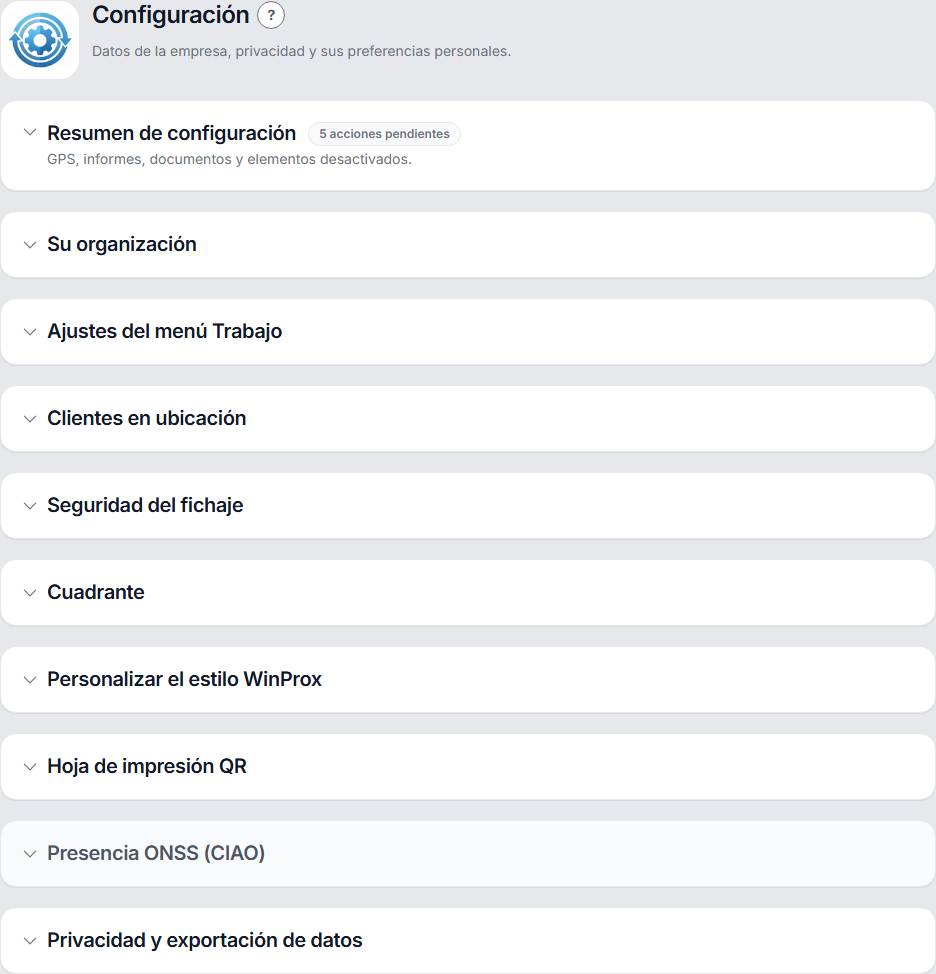 Configuración ?
Datos de la empresa, privacidad y sus preferencias personales.
Resumen de configuración 5 acciones pendientes
GPS, informes, documentos y elementos desactivados.
Su organización
Ajustes del menú Trabajo
Clientes en ubicación
Seguridad del fichaje
Cuadrante
Personalizar el estilo WinProx
Hoja de impresión QR
Presencia ONSS (CIAO)
Privacidad y exportación de datos